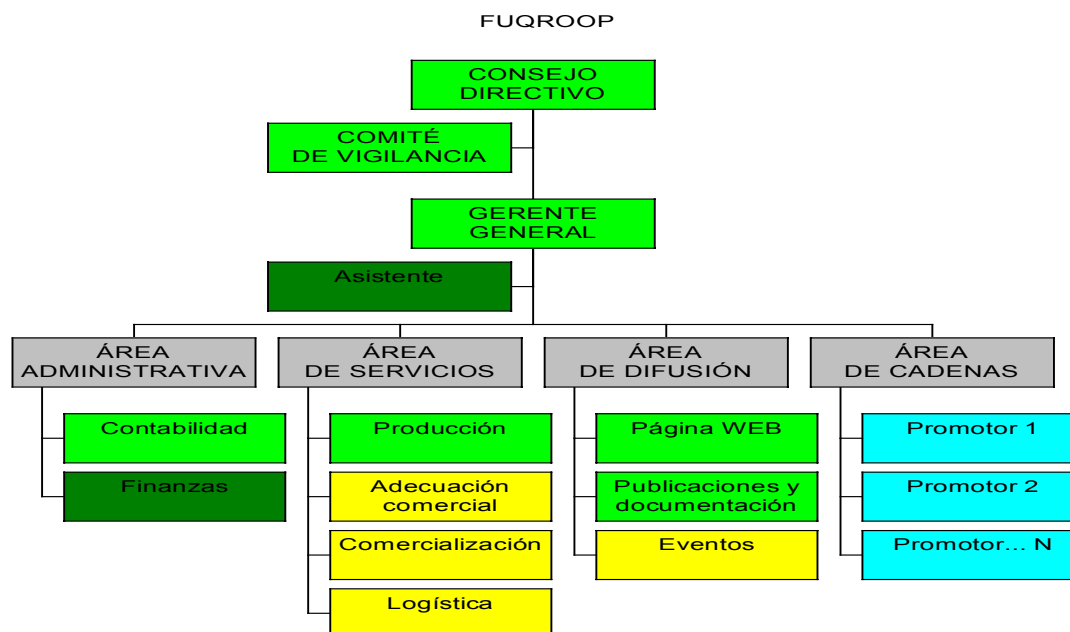 FUQROOP
CONSEJO
DIRECTIVO
COMITÉ
DE VIGILANCIA
GERENTE
GENERAL
Asistente
ÁREA
ADMINISTRATIVA
Contabilidad
Finanzas
ÁREA
DE SERVICIOS
Producción
Adecuación
comercial
Comercialización
Logística
ÁREA
DE DIFUSIÓN
Página WEB
Publicaciones y
documentación
Eventos
ÁREA
DE CADENAS
Promotor 1
Promotor 2
Promotor... N